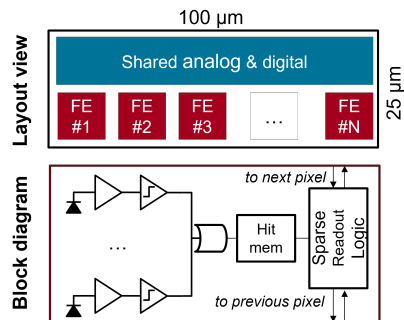 100 µm
Layout view
Shared analog & digital
FE
#1
FE
#2
FE
#3
...
FE
#N
25 µm
Block diagram
to next pixel
...
Hit
mem
Sparse
Readout
Logic
to previous pixel